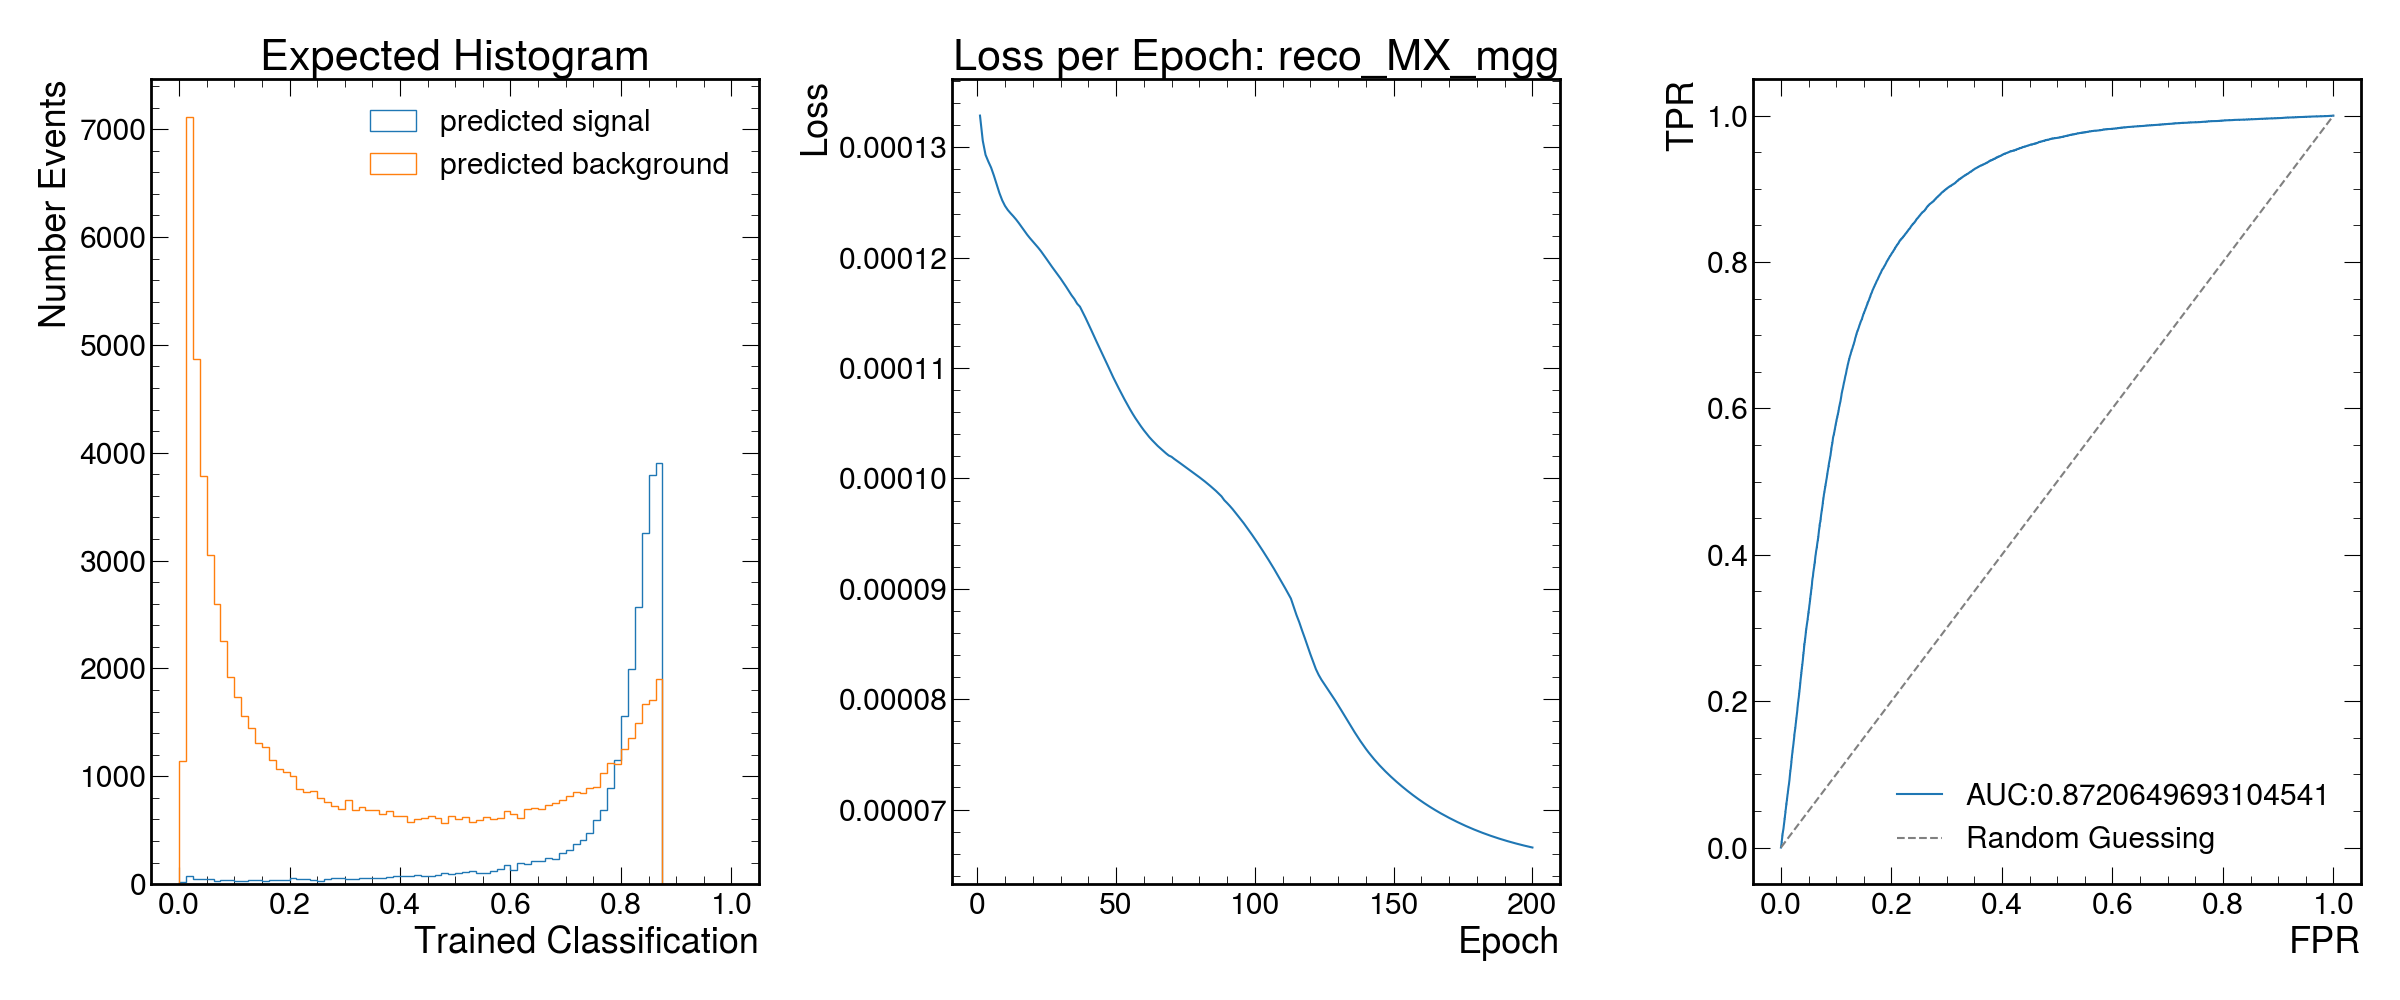 Expected Histogram
Number Events
7000
6000
5000
4000
3000
2000
1000
0
predicted signal
predicted background
0.0 0.2 0.4 0.6 0.8 1.0
Trained Classification
Loss per Epoch: reco_MX_mgg
Loss
0.00013
0.00012
0.00011
0.00010
0.00009
0.00008
0.00007
0 50 100 150 200
Epoch
TPR
1.0
0.8
0.6
0.4
0.2
0.0
AUC:0.8720649693104541
Random Guessing
0.0 0.2 0.4 0.6 0.8 1.0
FPR